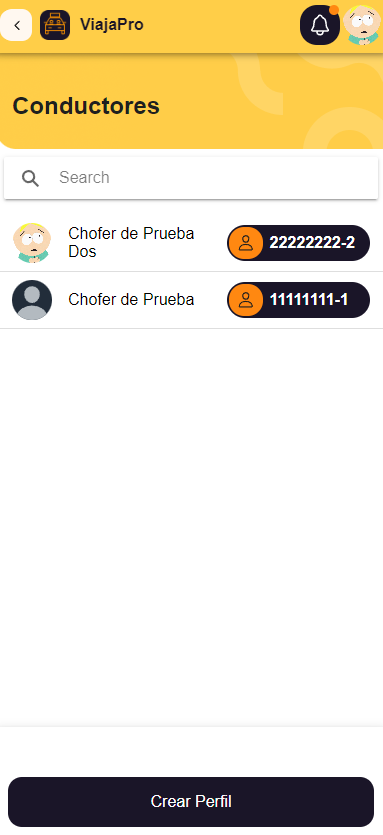 ViajaPro
Conductores
Search
Chofer de Prueba
Dos
22222222-2
Chofer de Prueba
11111111-1
Crear Perfil